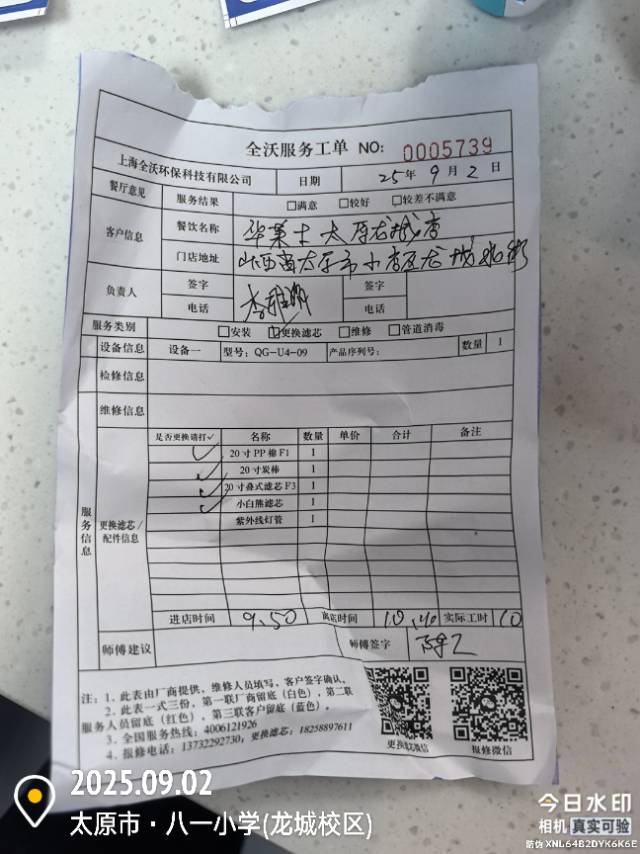 全沃服务工单 NO: 0005739
上海全沃环保科技有限公司 日期 25年 9月 2日
餐厅意见 服务结果 □满意 □较好 □较差不满意
客户信息 餐饮名称 华莱士太原龙城店
门店地址 山西省太原市小店区龙城
负责人 签字 签字
电话 电话
服务类别 □安装 □更换滤芯 □维修 □管道消毒
设备信息 设备一 型号: QG-U4-09 产品序列号: 数量 1
检修信息
维修信息
服务信息 更换滤芯/配件信息
是否更换请打✓ 名称 数量 单价 合计 备注
✓ 20寸PP棉F1 1
✓ 20寸炭棒 1
✓ 20寸叠式滤芯F3 1
✓ 小白熊滤芯 1
紫外线灯管 1
进店时间 9.50 离店时间 10.40 实际工时
师傅建议 师傅签字
注: 1. 此表由厂商提供、维修人员填写、客户签字确认。
2. 此表一式三份, 第一联厂商留底(白色), 第二联
服务人员留底(红色), 第三联客户留底(蓝色)。
3. 全国服务热线: 4006121926
4. 报修电话: 13732292730, 更换滤芯: 18258897611
更换滤芯微信 报修微信
2025.09.02
太原市·八一小学(龙城校区)
今日水印
相机 真实可验
防伪 XNL64B2DYK6K6E